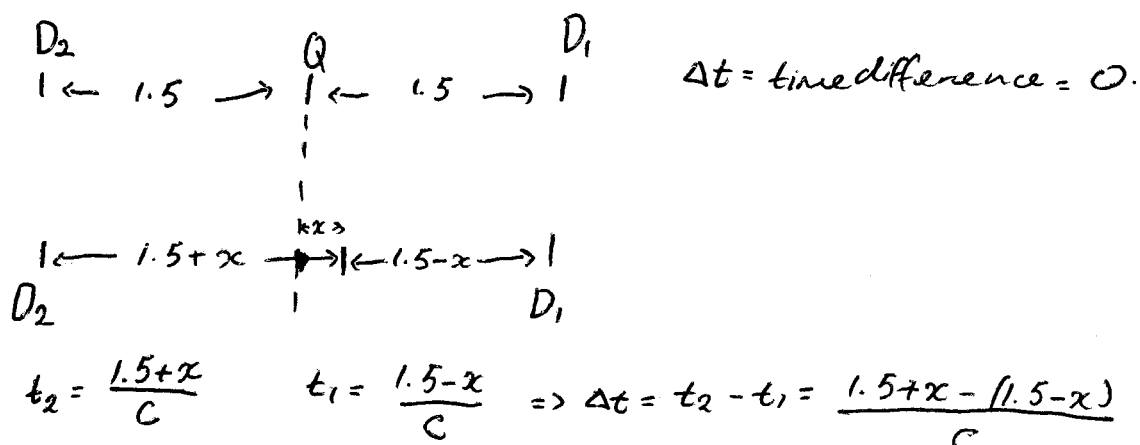 D₂ Q D₁
|← 1.5 →|← 1.5 →| Δt = time difference = 0.
|← x →|
|← 1.5+x →|← 1.5-x →|
D₂ D₁
t₂ = (1.5+x)/C t₁ = (1.5-x)/C => Δt = t₂ - t₁ = (1.5+x-(1.5-x))/C